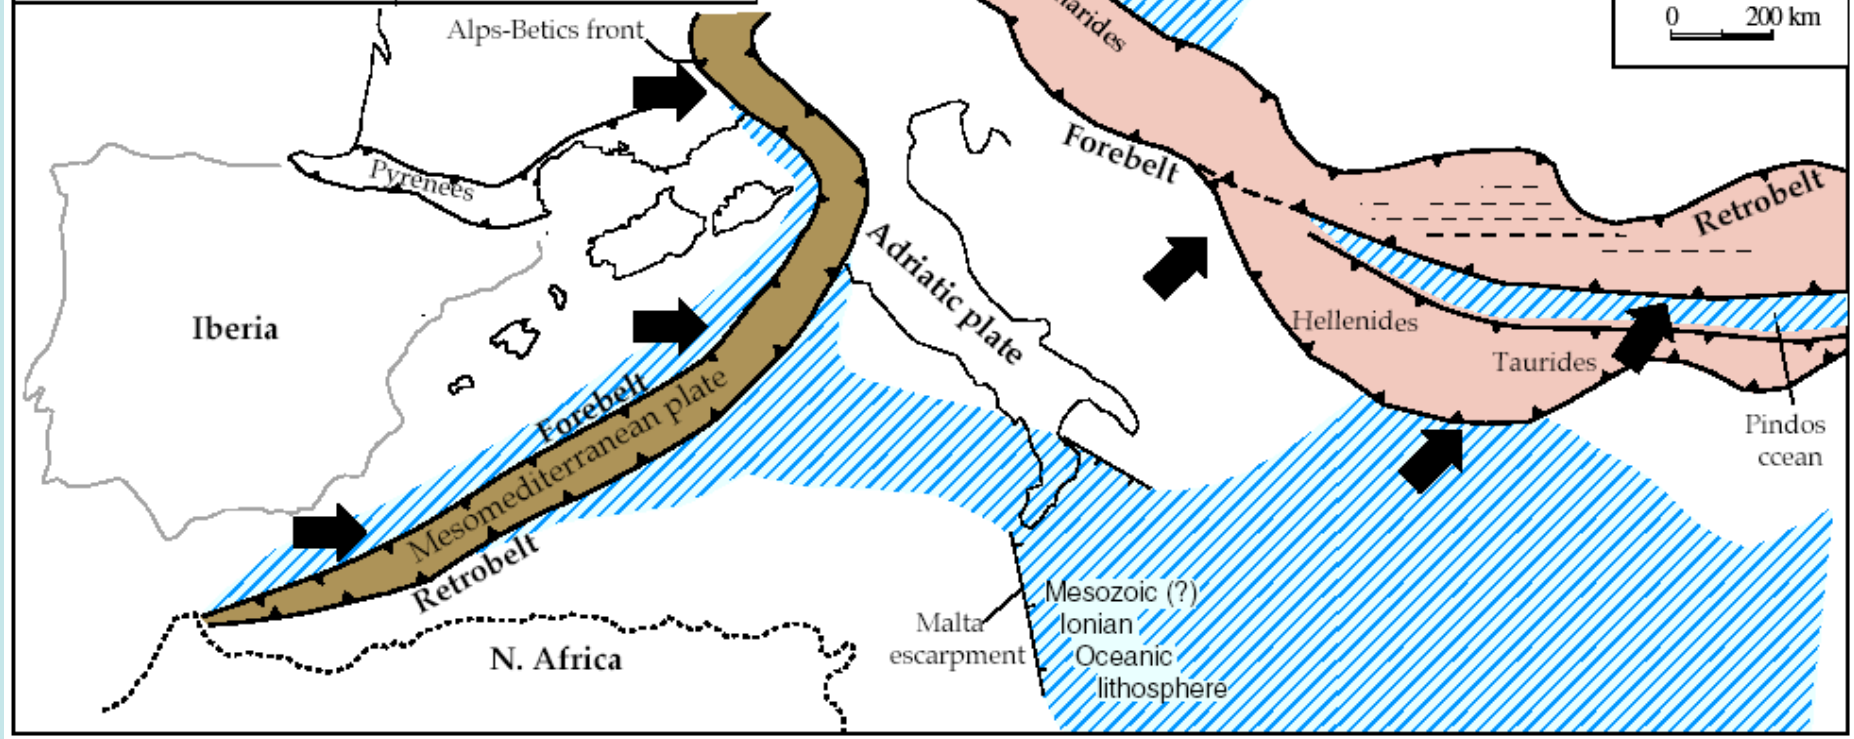 0 200 km
Alps-Betics front
Forebelt
Pyrenees
Retrobelt
Adriatic plate
Iberia
Hellenides
Taurides
Forebelt
Mesomediterranean plate
Pindos
ccean
Retrobelt
Mesozoic (?)
Ionian
Oceanic
lithosphere
Malta
escarpment
N. Africa